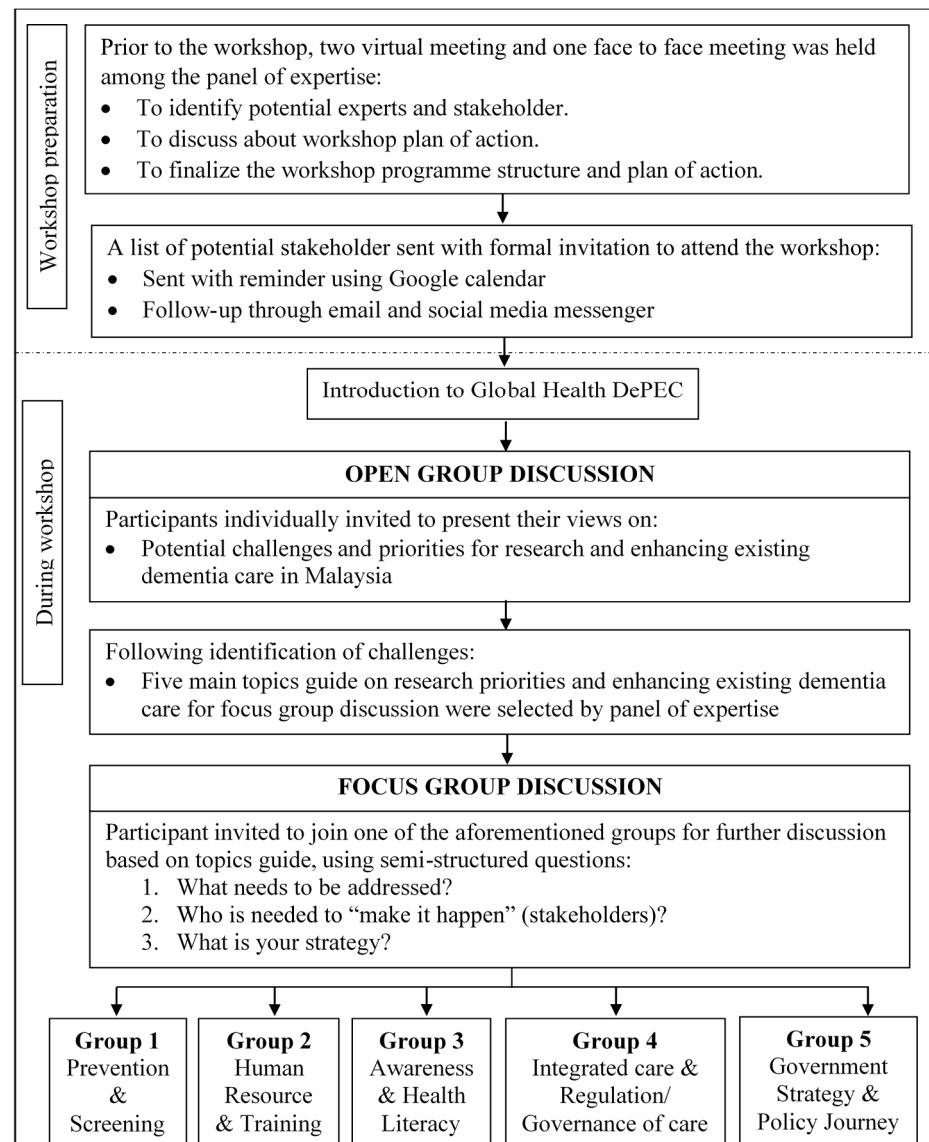 Workshop preparation
Prior to the workshop, two virtual meeting and one face to face meeting was held
among the panel of expertise:
• To identify potential experts and stakeholder.
• To discuss about workshop plan of action.
• To finalize the workshop programme structure and plan of action.
A list of potential stakeholder sent with formal invitation to attend the workshop:
• Sent with reminder using Google calendar
• Follow-up through email and social media messenger
During workshop
Introduction to Global Health DePEC
OPEN GROUP DISCUSSION
Participants individually invited to present their views on:
• Potential challenges and priorities for research and enhancing existing
dementia care in Malaysia
Following identification of challenges:
• Five main topics guide on research priorities and enhancing existing dementia
care for focus group discussion were selected by panel of expertise
FOCUS GROUP DISCUSSION
Participant invited to join one of the aforementioned groups for further discussion
based on topics guide, using semi-structured questions:
1. What needs to be addressed?
2. Who is needed to “make it happen” (stakeholders)?
3. What is your strategy?
Group 1
Prevention
&
Screening
Group 2
Human
Resource
& Training
Group 3
Awareness
& Health
Literacy
Group 4
Integrated care &
Regulation/
Governance of care
Group 5
Government
Strategy &
Policy Journey